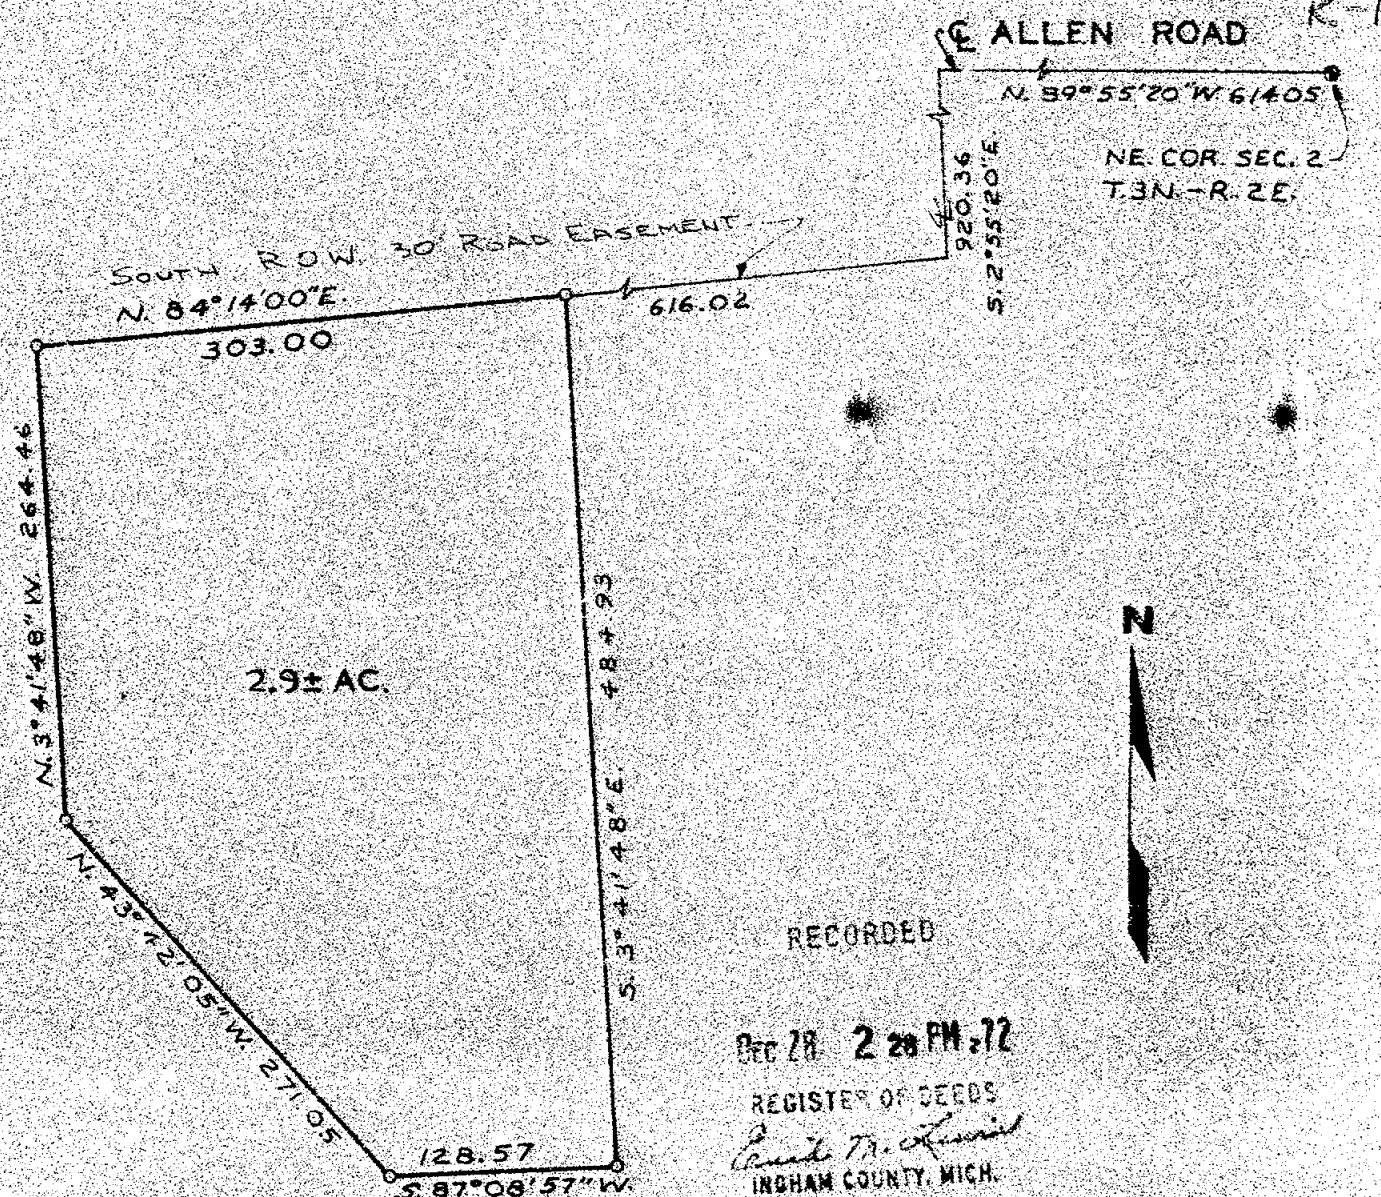 R-1
℄ ALLEN ROAD
N. 89°55'20"W. 614.05
NE. COR. SEC. 2
T.3N.-R.2E.
920.36
S. 2°55'20"E.
SOUTH R.O.W. 30' ROAD EASEMENT
N. 84°14'00"E.
303.00
616.02
N. 3°41'48"W. 264.46
2.9± AC.
S. 3°41'48"E. 484.93
N
N. 43°12'05"W. 271.05
128.57
S 87°08'57"W.
RECORDED
DEC 28 2 28 PM '72
REGISTER OF DEEDS
INGHAM COUNTY, MICH.